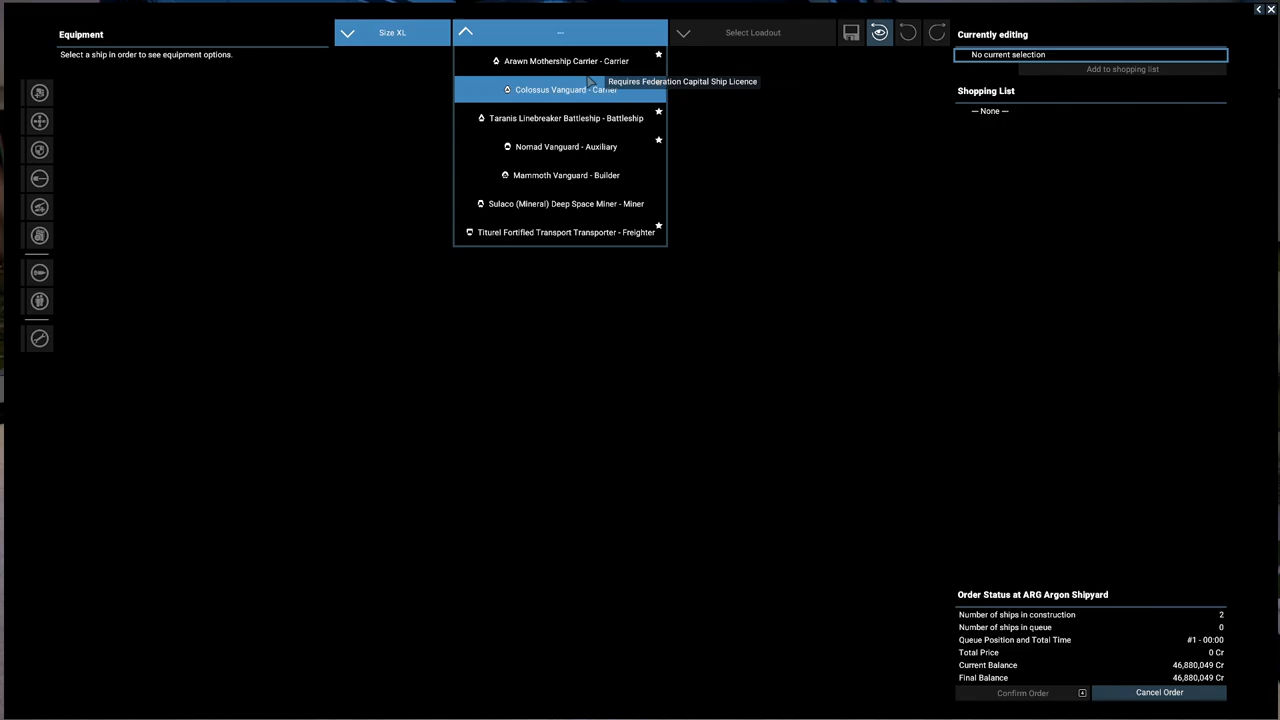 Equipment
Select a ship in order to see equipment options.
Size XL
---
Select Loadout
Arawn Mothership Carrier - Carrier
Requires Federation Capital Ship Licence
Colossus Vanguard - Carrier
Taranis Linebreaker Battleship - Battleship
Nomad Vanguard - Auxiliary
Mammoth Vanguard - Builder
Sulaco (Mineral) Deep Space Miner - Miner
Titurel Fortified Transport Transporter - Freighter
Currently editing
No current selection
Add to shopping list
Shopping List
— None —
Order Status at ARG Argon Shipyard
Number of ships in construction 2
Number of ships in queue 0
Queue Position and Total Time #1 - 00:00
Total Price 0 Cr
Current Balance 46,880,049 Cr
Final Balance 46,880,049 Cr
Confirm Order
Cancel Order